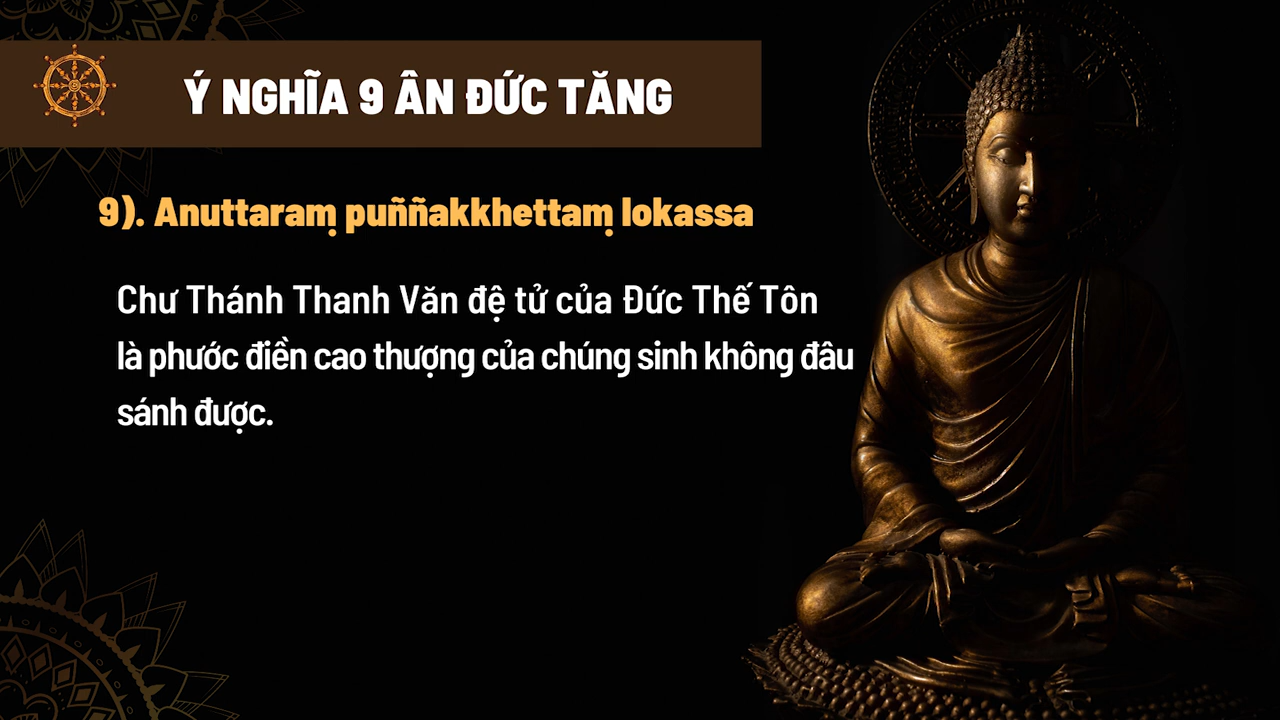 Ý NGHĨA 9 ÂN ĐỨC TĂNG
9). Anuttaraṃ puññakkhettaṃ lokassa
Chư Thánh Thanh Văn đệ tử của Đức Thế Tôn
là phước điền cao thượng của chúng sinh không đâu
sánh được.